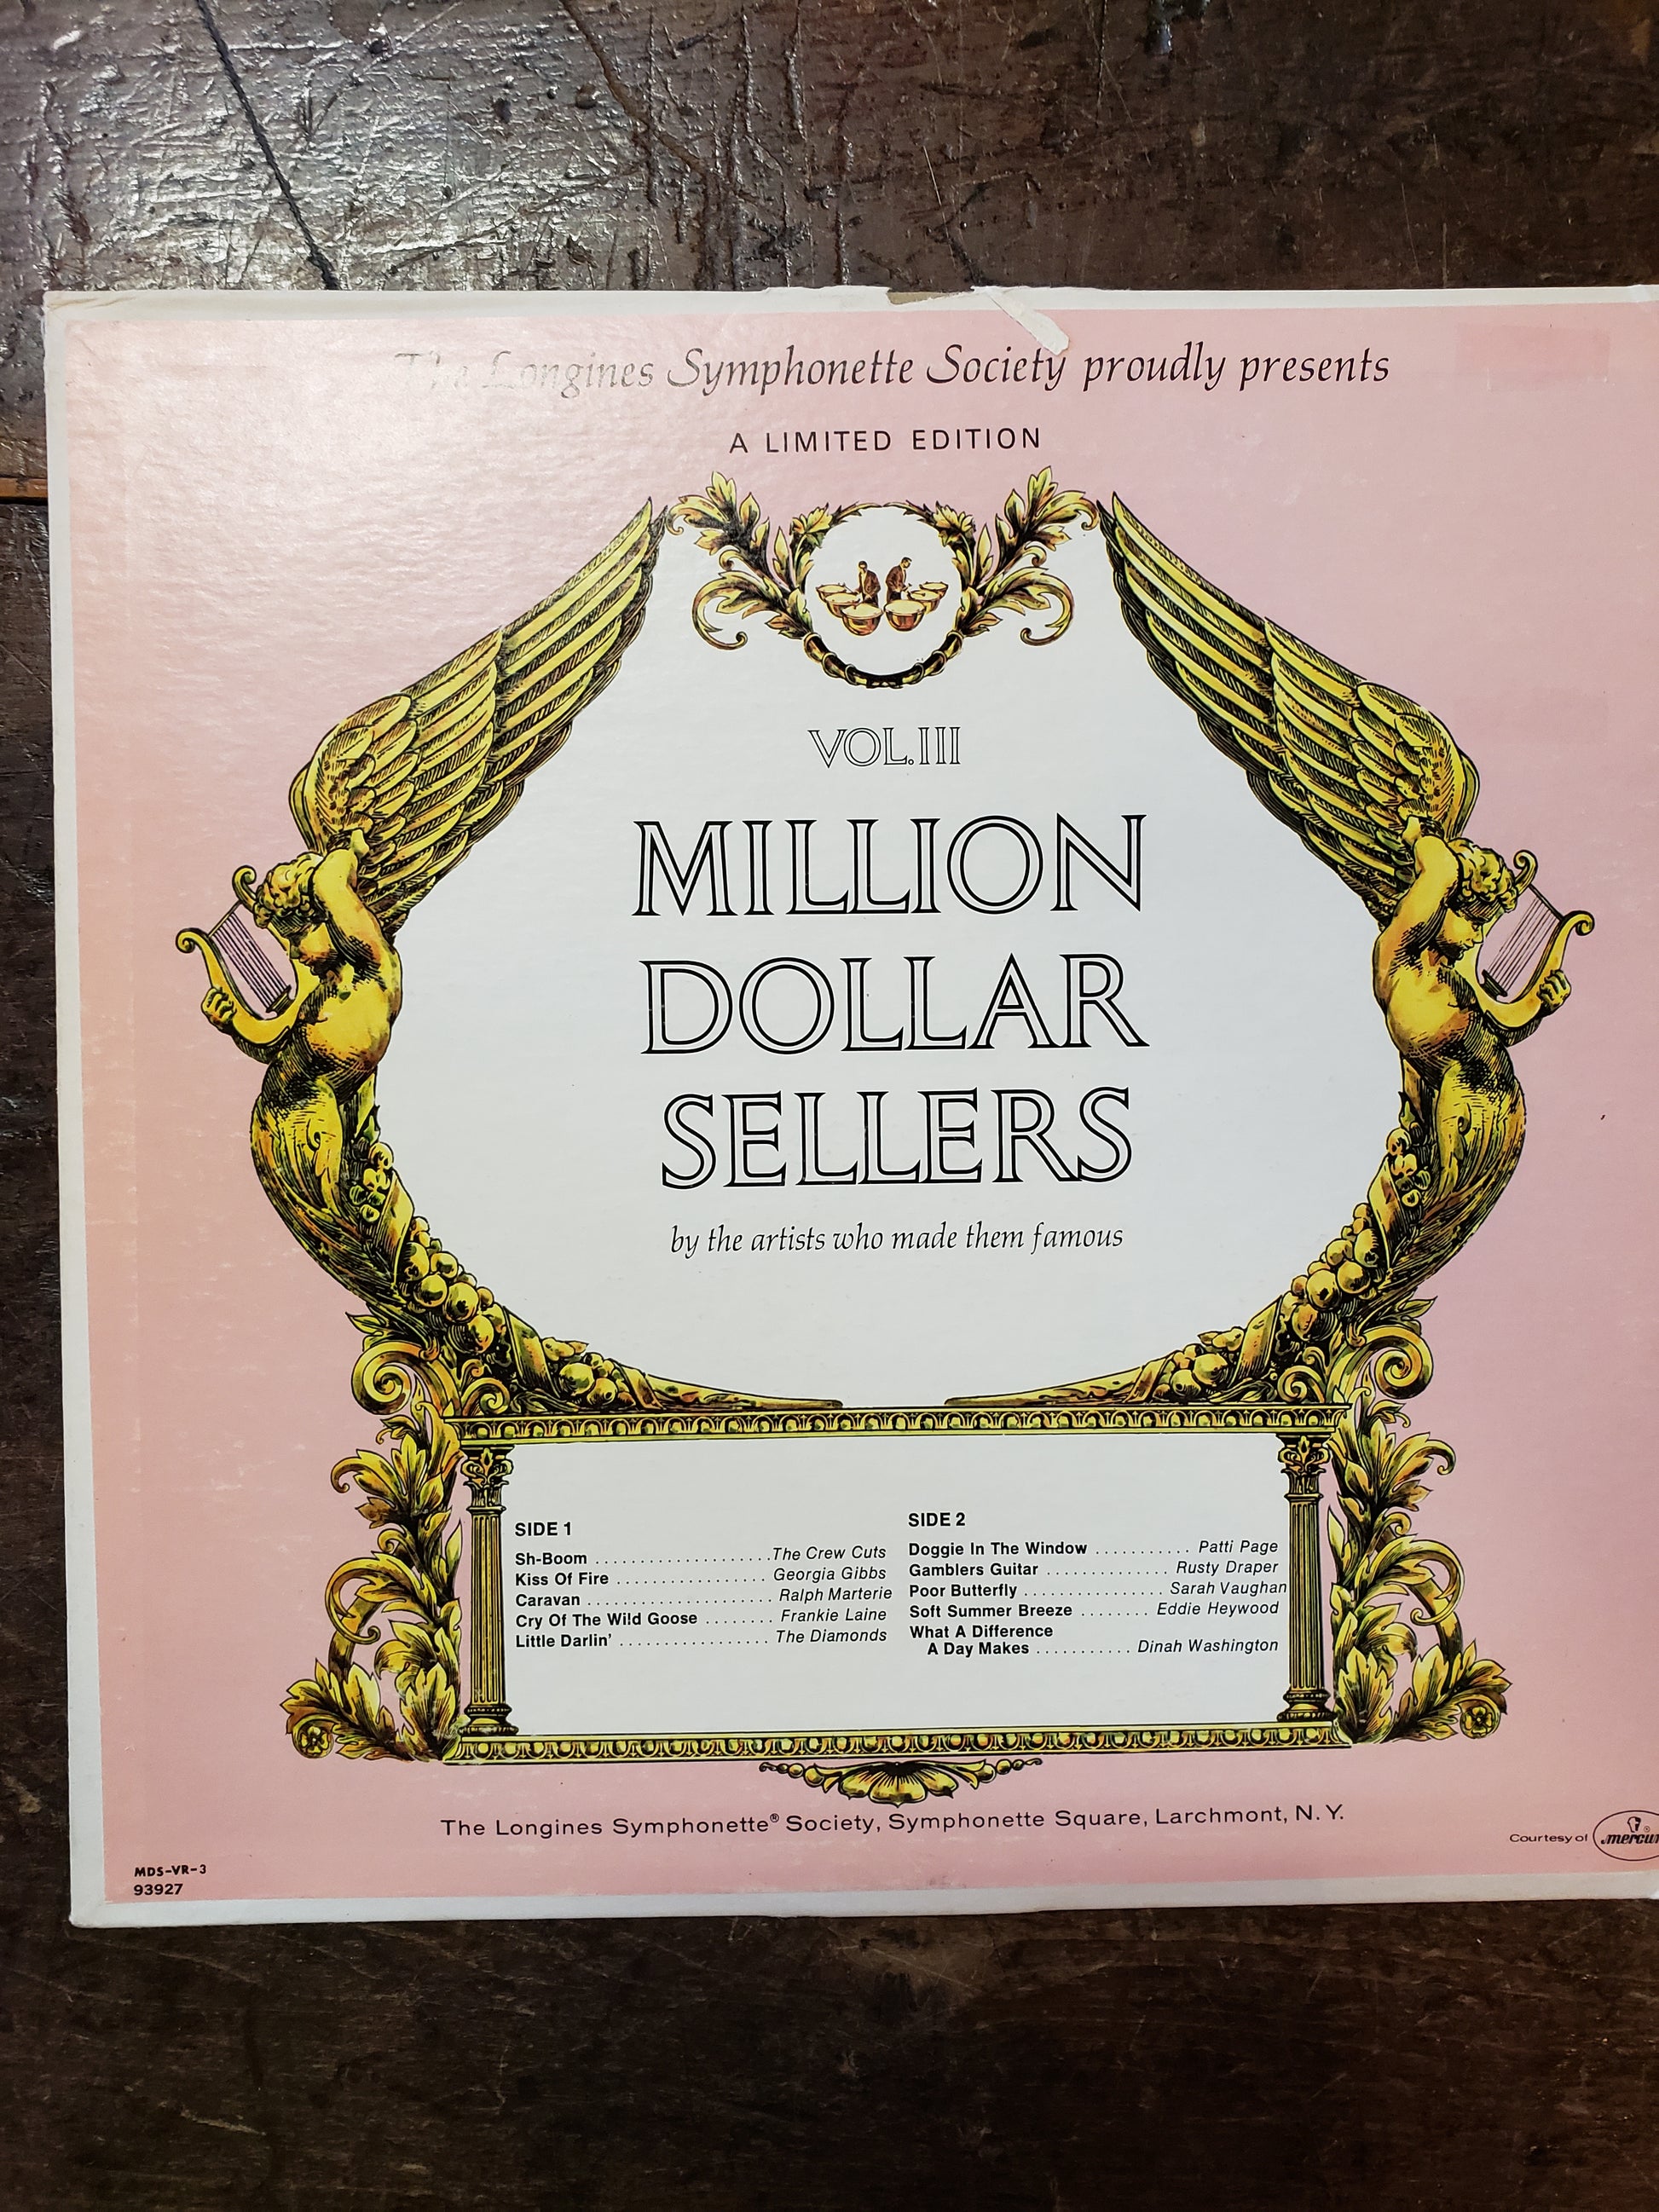 The Longines Symphonette Society proudly presents
A LIMITED EDITION
VOL. III
MILLION
DOLLAR
SELLERS
by the artists who made them famous
SIDE 1
Sh-Boom ....................The Crew Cuts
Kiss Of Fire ................. Georgia Gibbs
Caravan ..................... Ralph Marterie
Cry Of The Wild Goose ........ Frankie Laine
Little Darlin' ................. The Diamonds
SIDE 2
Doggie In The Window ........... Patti Page
Gamblers Guitar .............. Rusty Draper
Poor Butterfly ................ Sarah Vaughan
Soft Summer Breeze ........ Eddie Heywood
What A Difference
A Day Makes ........... Dinah Washington
The Longines Symphonette® Society, Symphonette Square, Larchmont, N.Y.
Courtesy of
MDS-VR-3
93927